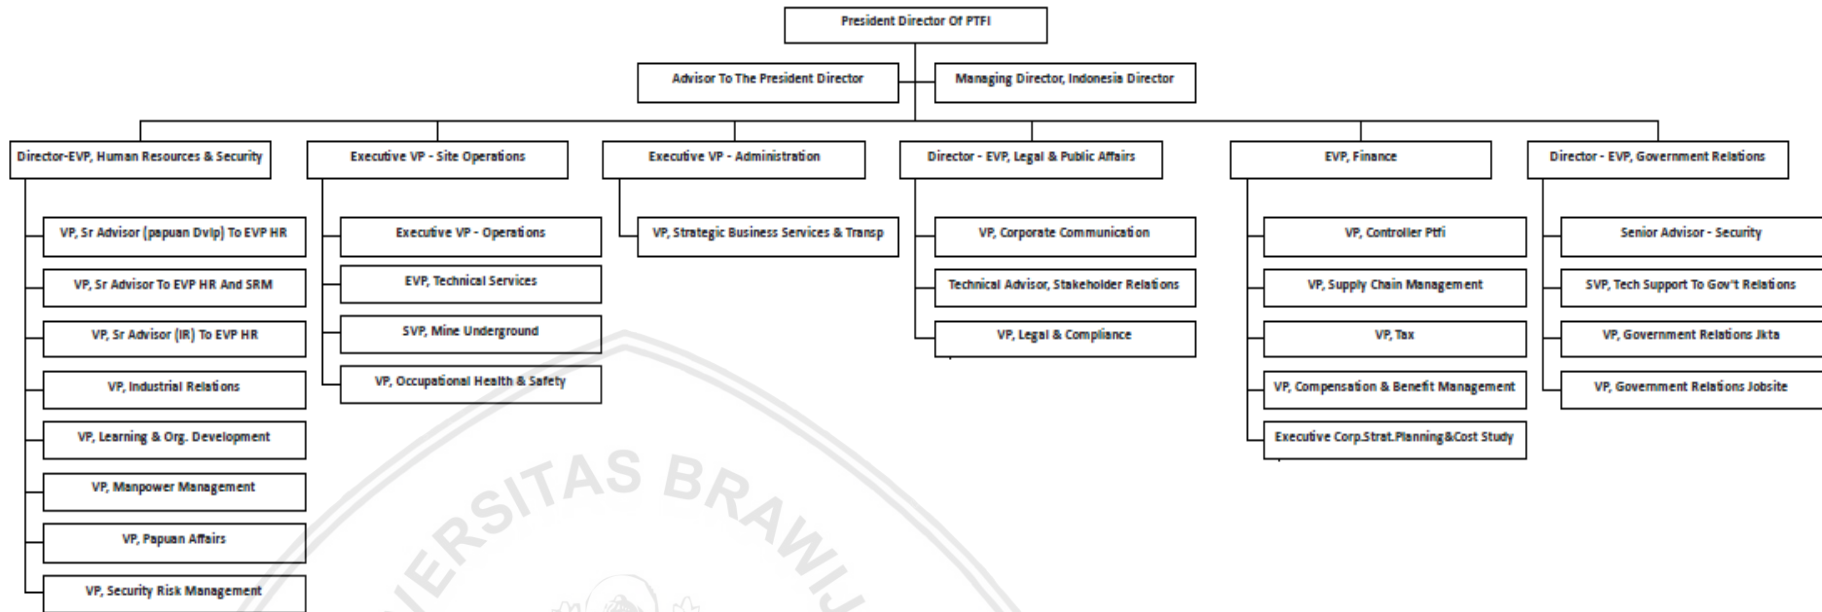 President Director Of PTFI
Advisor To The President Director
Managing Director, Indonesia Director
Director-EVP, Human Resources & Security
Executive VP - Site Operations
Executive VP - Administration
Director - EVP, Legal & Public Affairs
EVP, Finance
Director - EVP, Government Relations
VP, Sr Advisor (papuan Dvlp) To EVP HR
VP, Sr Advisor To EVP HR And SRM
VP, Sr Advisor (IR) To EVP HR
VP, Industrial Relations
VP, Learning & Org. Development
VP, Manpower Management
VP, Papuan Affairs
VP, Security Risk Management
Executive VP - Operations
EVP, Technical Services
SVP, Mine Underground
VP, Occupational Health & Safety
VP, Strategic Business Services & Transp
VP, Corporate Communication
Technical Advisor, Stakeholder Relations
VP, Legal & Compliance
VP, Controller Ptfi
VP, Supply Chain Management
VP, Tax
VP, Compensation & Benefit Management
Executive Corp.Strat.Planning&Cost Study
Senior Advisor - Security
SVP, Tech Support To Gov't Relations
VP, Government Relations Jkta
VP, Government Relations Jobsite
VERSITAS BRAWIJ